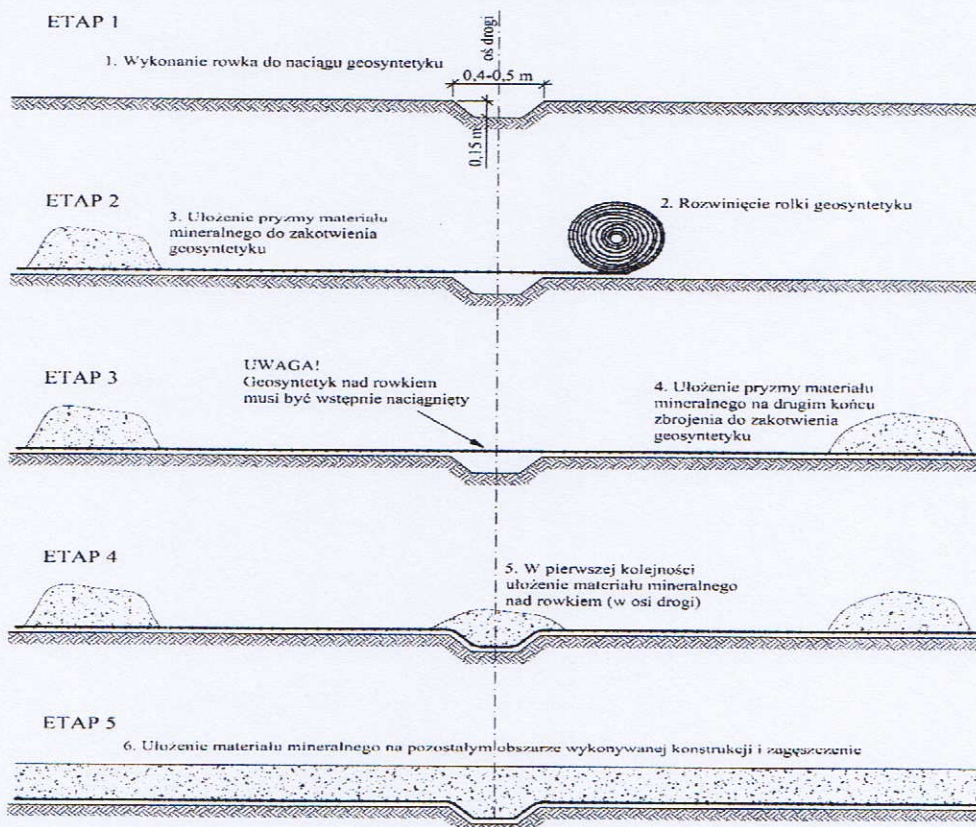 ETAP 1
1. Wykonanie rowka do naciągu geosyntetyku
oś drogi
0,4-0,5 m
0,15 m
ETAP 2
3. Ułożenie pryzmy materiału
mineralnego do zakotwienia
geosyntetyku
2. Rozwinięcie rolki geosyntetyku
ETAP 3
UWAGA!
Geosyntetyk nad rowkiem
musi być wstępnie naciągnięty
4. Ułożenie pryzmy materiału
mineralnego na drugim końcu
zbrojenia do zakotwienia
geosyntetyku
ETAP 4
5. W pierwszej kolejności
ułożenie materiału mineralnego
nad rowkiem (w osi drogi)
ETAP 5
6. Ułożenie materiału mineralnego na pozostałym obszarze wykonywanej konstrukcji i zagęszczenie